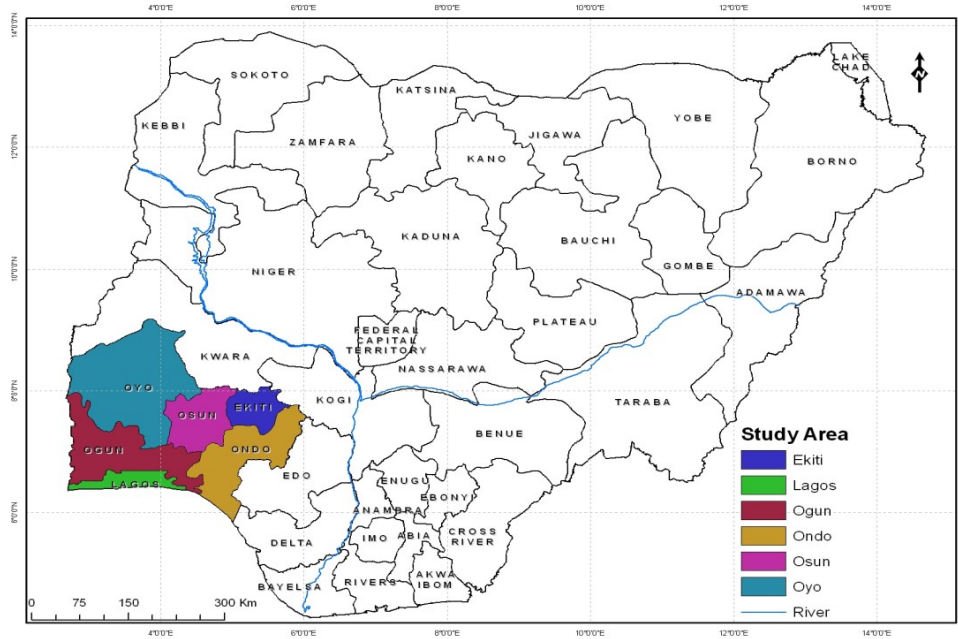 4°0'0"E 6°0'0"E 8°0'0"E 10°0'0"E 12°0'0"E 14°0'0"E
14°0'0"N
LAKE
CHAD
N
SOKOTO
KATSINA
KEBBI
YOBE
ZAMFARA
JIGAWA
KANO
12°0'0"N
BORNO
KADUNA
BAUCHI
NIGER
GOMBE
10°0'0"N
ADAMAWA
PLATEAU
FEDERAL
CAPITAL
TERRITORY
KWARA
NASSARAWA
8°0'0"N
OYO
KOGI
TARABA
OSUN
EKITI
BENUE
OGUN
ONDO
EDO
LAGOS
ENUGU
EBONYI
ANAMBRA
6°0'0"N
DELTA
IMO
ABIA
CROSS
RIVER
BAYELSA
RIVERS
AKWA
IBOM
Study Area
Ekiti
Lagos
Ogun
Ondo
Osun
Oyo
River
0 75 150 300 Km
4°0'0"E 6°0'0"E 8°0'0"E 10°0'0"E 12°0'0"E 14°0'0"E